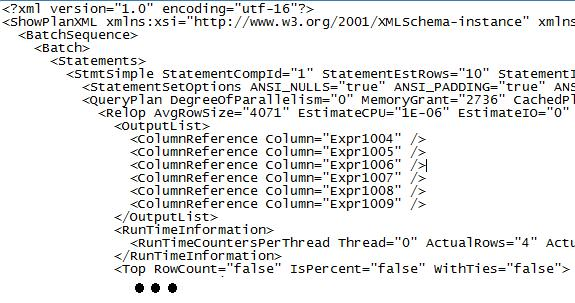 <?xml version="1.0" encoding="utf-16"?>
<ShowPlanXML xmlns:xsi="http://www.w3.org/2001/XMLSchema-instance" xmlns
<BatchSequence>
<Batch>
<Statements>
<StmtSimple StatementCompId="1" StatementEstRows="10" StatementI
<StatementSetOptions ANSI_NULLS="true" ANSI_PADDING="true" ANS
<QueryPlan DegreeOfParallelism="0" MemoryGrant="2736" CachedPl
<RelOp AvgRowSize="4071" EstimateCPU="1E-06" EstimateIO="0"
<OutputList>
<ColumnReference Column="Expr1004" />
<ColumnReference Column="Expr1005" />
<ColumnReference Column="Expr1006" />
<ColumnReference Column="Expr1007" />
<ColumnReference Column="Expr1008" />
<ColumnReference Column="Expr1009" />
</OutputList>
<RunTimeInformation>
<RunTimeCountersPerThread Thread="0" ActualRows="4" Actu
</RunTimeInformation>
<Top RowCount="false" IsPercent="false" WithTies="false">